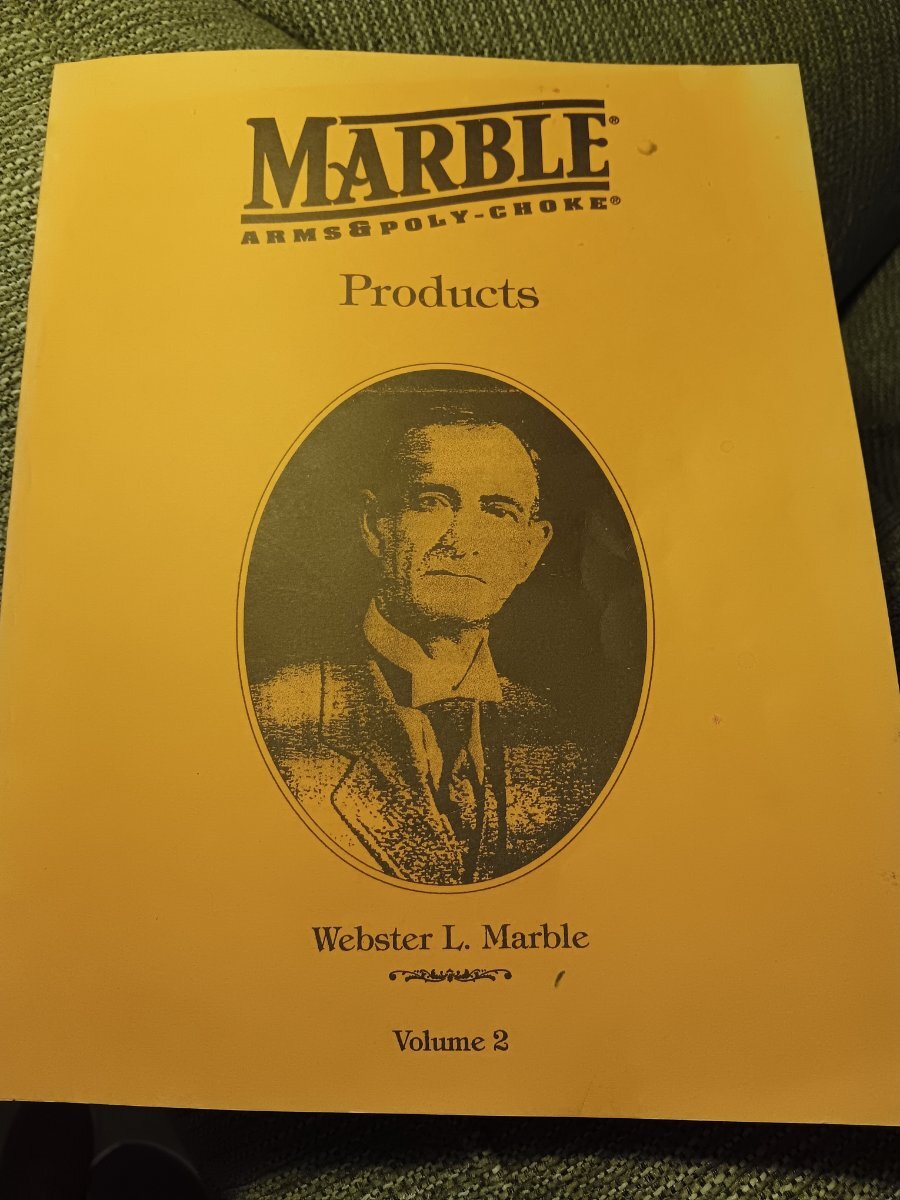 MARBLE®
ARMS & POLY-CHOKE®
Products
Webster L. Marble
Volume 2